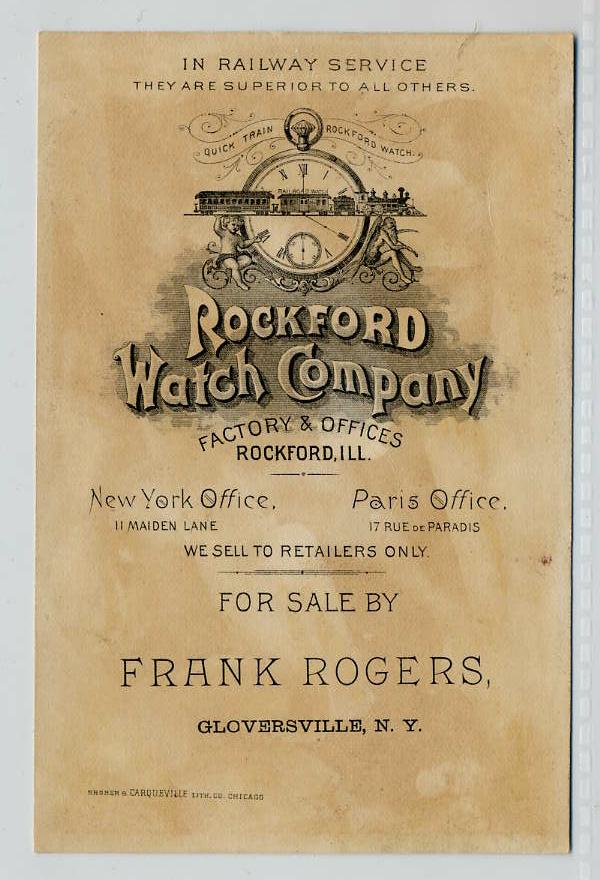 IN RAILWAY SERVICE
THEY ARE SUPERIOR TO ALL OTHERS.
QUICK TRAIN ROCKFORD WATCH.
RAILROAD WATCH
ROCKFORD
Watch Company
FACTORY & OFFICES
ROCKFORD, ILL.
New York Office, Paris Office,
11 MAIDEN LANE 17 RUE DE PARADIS
WE SELL TO RETAILERS ONLY.
FOR SALE BY
FRANK ROGERS,
GLOVERSVILLE, N. Y.
& CARQUEVILLE LITH. CO. CHICAGO